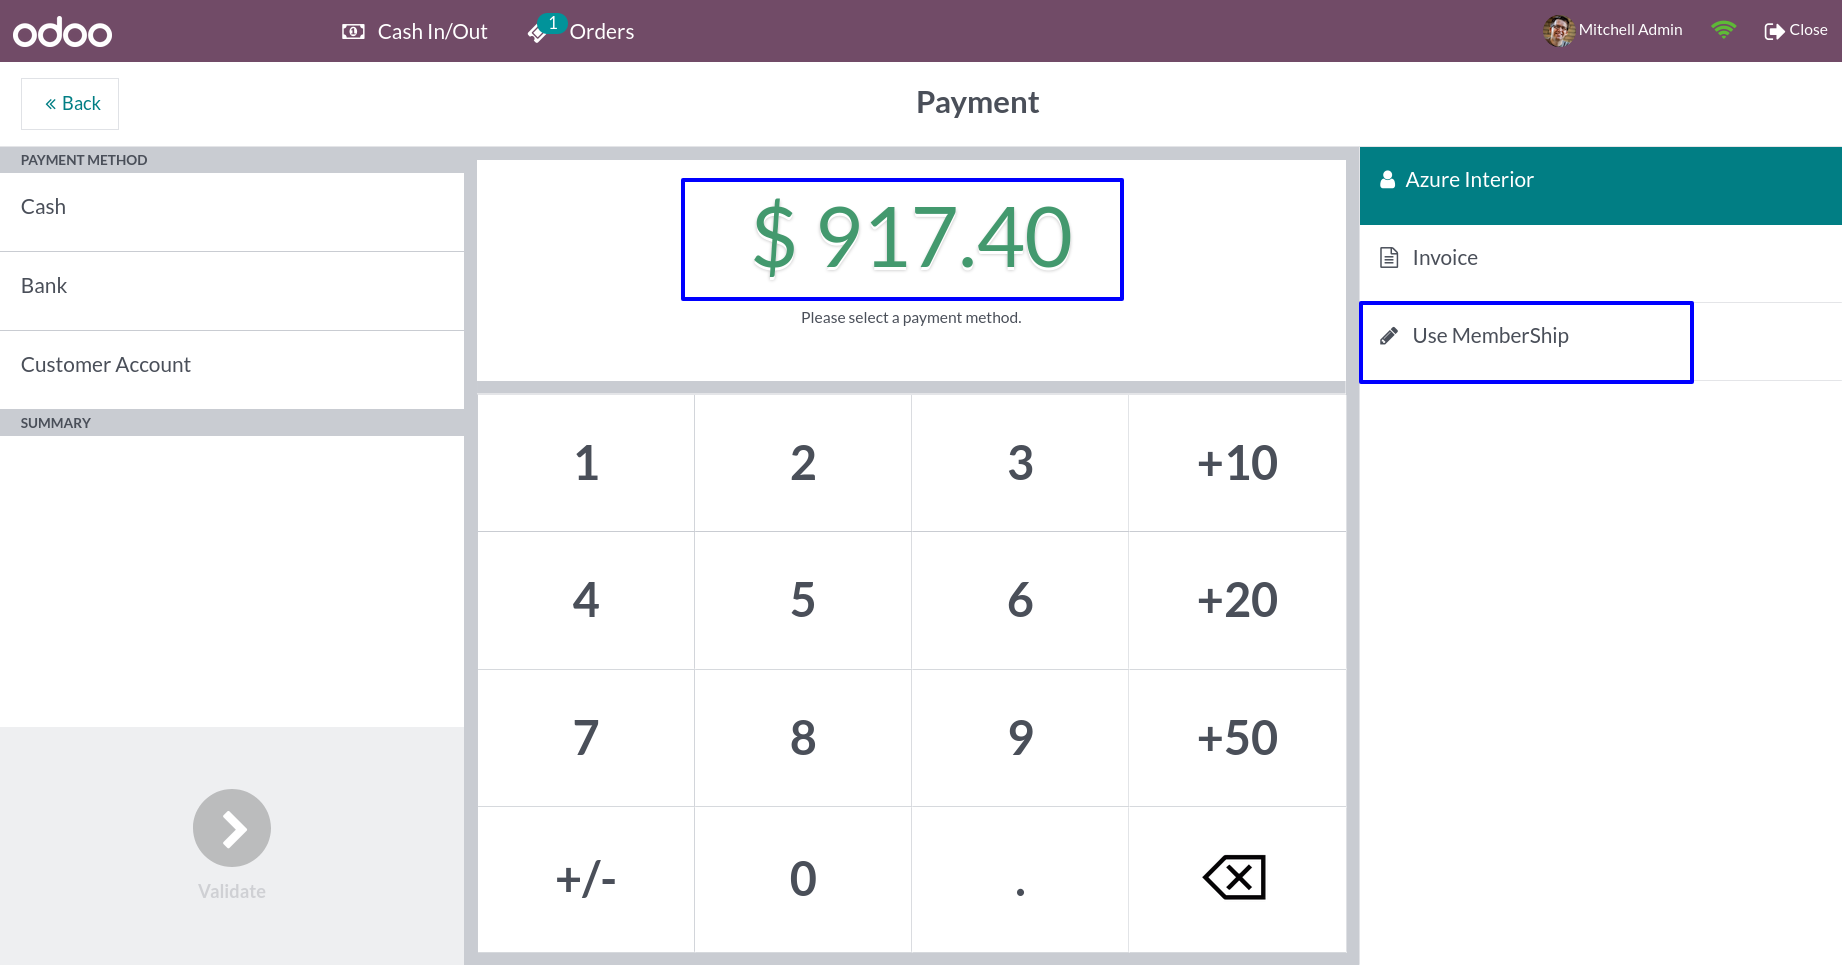 odoo
Cash In/Out
1
Orders
Mitchell Admin
Close
« Back
Payment
PAYMENT METHOD
Cash
Bank
Customer Account
SUMMARY
Validate
$ 917.40
Please select a payment method.
1 2 3 +10
4 5 6 +20
7 8 9 +50
+/- 0 .
Azure Interior
Invoice
Use MemberShip